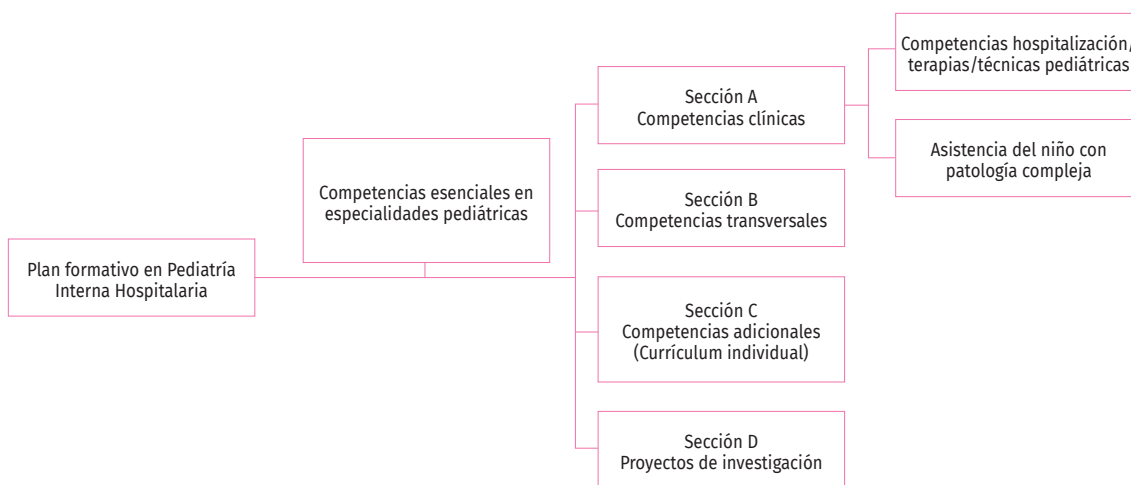 Plan formativo en Pediatría
Interna Hospitalaria
Competencias esenciales en
especialidades pediátricas
Sección A
Competencias clínicas
Competencias hospitalización/
terapias/técnicas pediátricas
Asistencia del niño con
patología compleja
Sección B
Competencias transversales
Sección C
Competencias adicionales
(Currículum individual)
Sección D
Proyectos de investigación